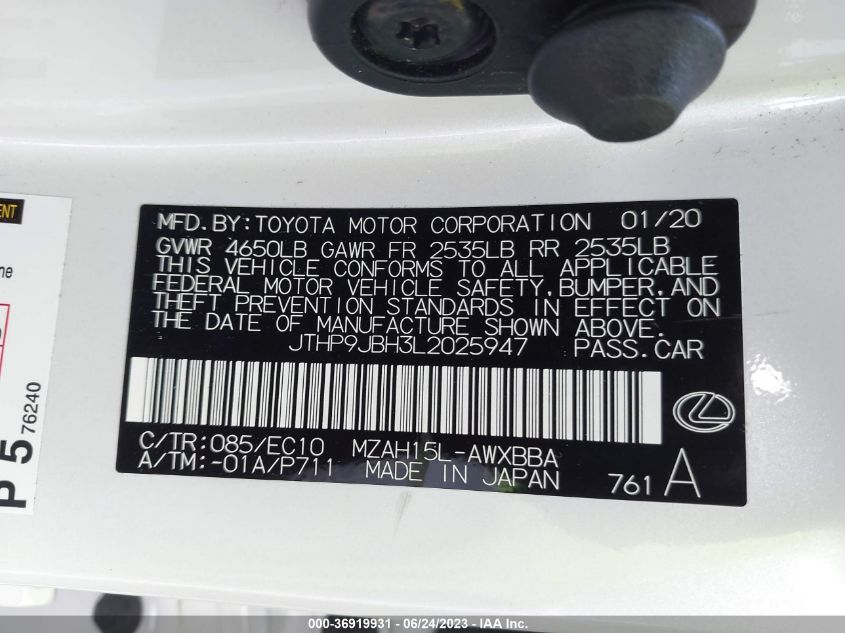 ENT
ne
P 5 76240
MFD. BY: TOYOTA MOTOR CORPORATION 01/20
GVWR 4650LB GAWR FR 2535LB RR 2535LB
THIS VEHICLE CONFORMS TO ALL APPLICABLE
FEDERAL MOTOR VEHICLE SAFETY, BUMPER, AND
THEFT PREVENTION STANDARDS IN EFFECT ON
THE DATE OF MANUFACTURE SHOWN ABOVE.
JTHP9JBH3L2025947 PASS.CAR
C/TR: 085/EC10 MZAH15L-AWXBBA
A/TM: -01A/P711 MADE IN JAPAN 761 A
000-36919931 - 06/24/2023 - IAA Inc.